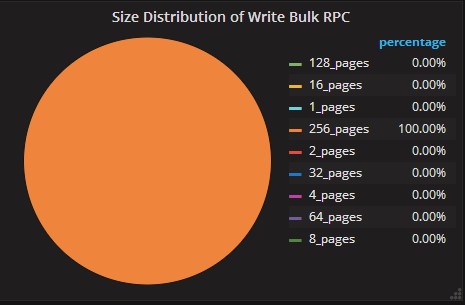 Size Distribution of Write Bulk RPC
percentage
128_pages 0.00%
16_pages 0.00%
1_pages 0.00%
256_pages 100.00%
2_pages 0.00%
32_pages 0.00%
4_pages 0.00%
64_pages 0.00%
8_pages 0.00%